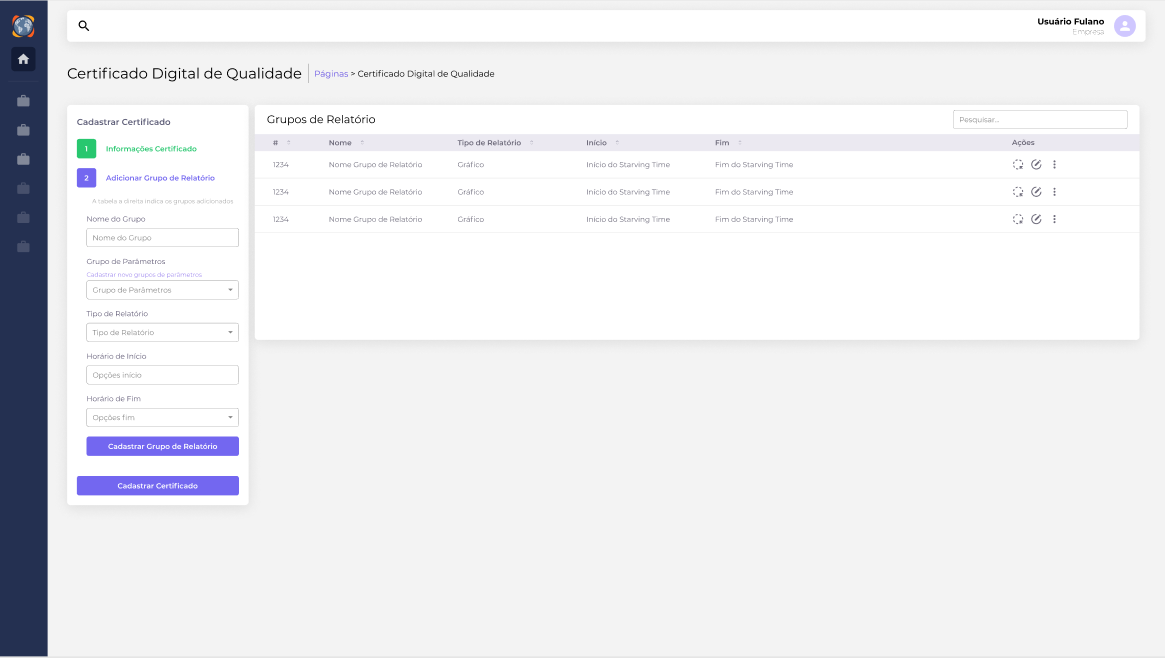 Usuário Fulano
Empresa
Certificado Digital de Qualidade
Páginas > Certificado Digital de Qualidade
Cadastrar Certificado
1 Informações Certificado
2 Adicionar Grupo de Relatório
A tabela a direita indica os grupos adicionados
Nome do Grupo
Nome do Grupo
Grupo de Parâmetros
Cadastrar novo grupos de parâmetros
Grupo de Parâmetros
Tipo de Relatório
Tipo de Relatório
Horário de Início
Opções início
Horário de Fim
Opções fim
Cadastrar Grupo de Relatório
Cadastrar Certificado
Grupos de Relatório
Pesquisar...
# Nome Tipo de Relatório Início Fim Ações
1234 Nome Grupo de Relatório Gráfico Início do Starving Time Fim do Starving Time
1234 Nome Grupo de Relatório Gráfico Início do Starving Time Fim do Starving Time
1234 Nome Grupo de Relatório Gráfico Início do Starving Time Fim do Starving Time